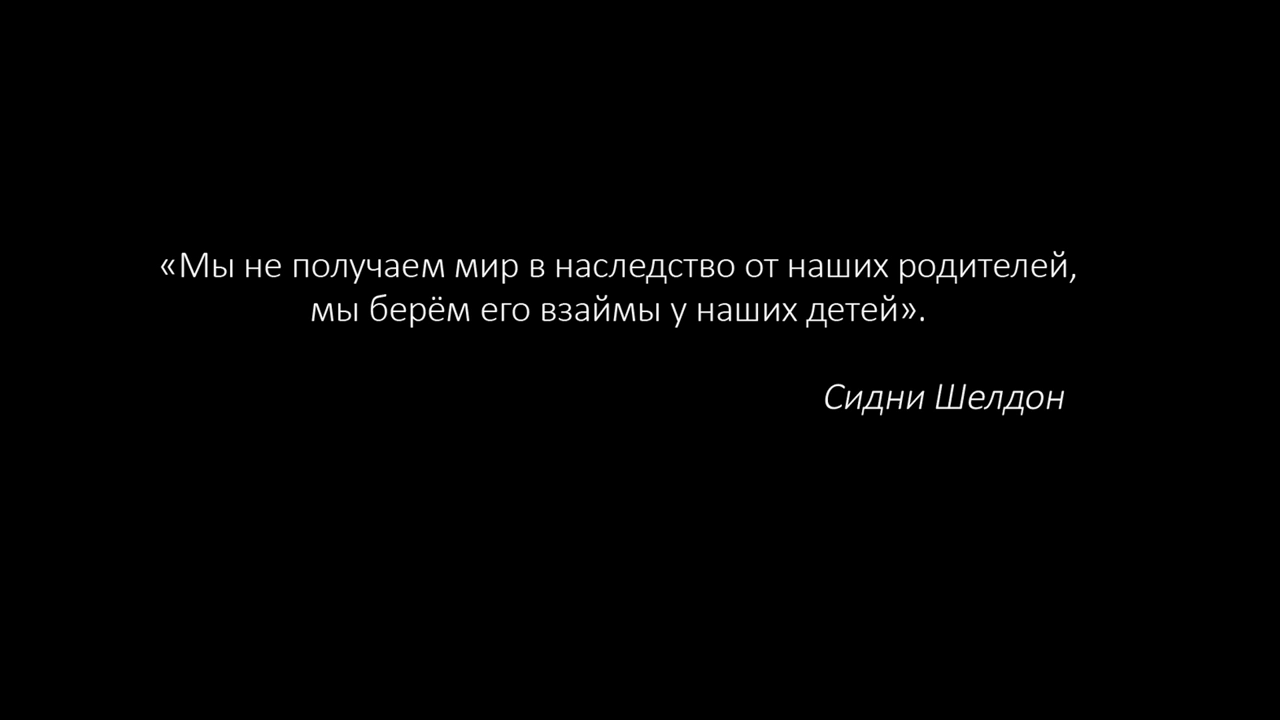 «Мы не получаем мир в наследство от наших родителей,
мы берём его взаймы у наших детей».
Сидни Шелдон